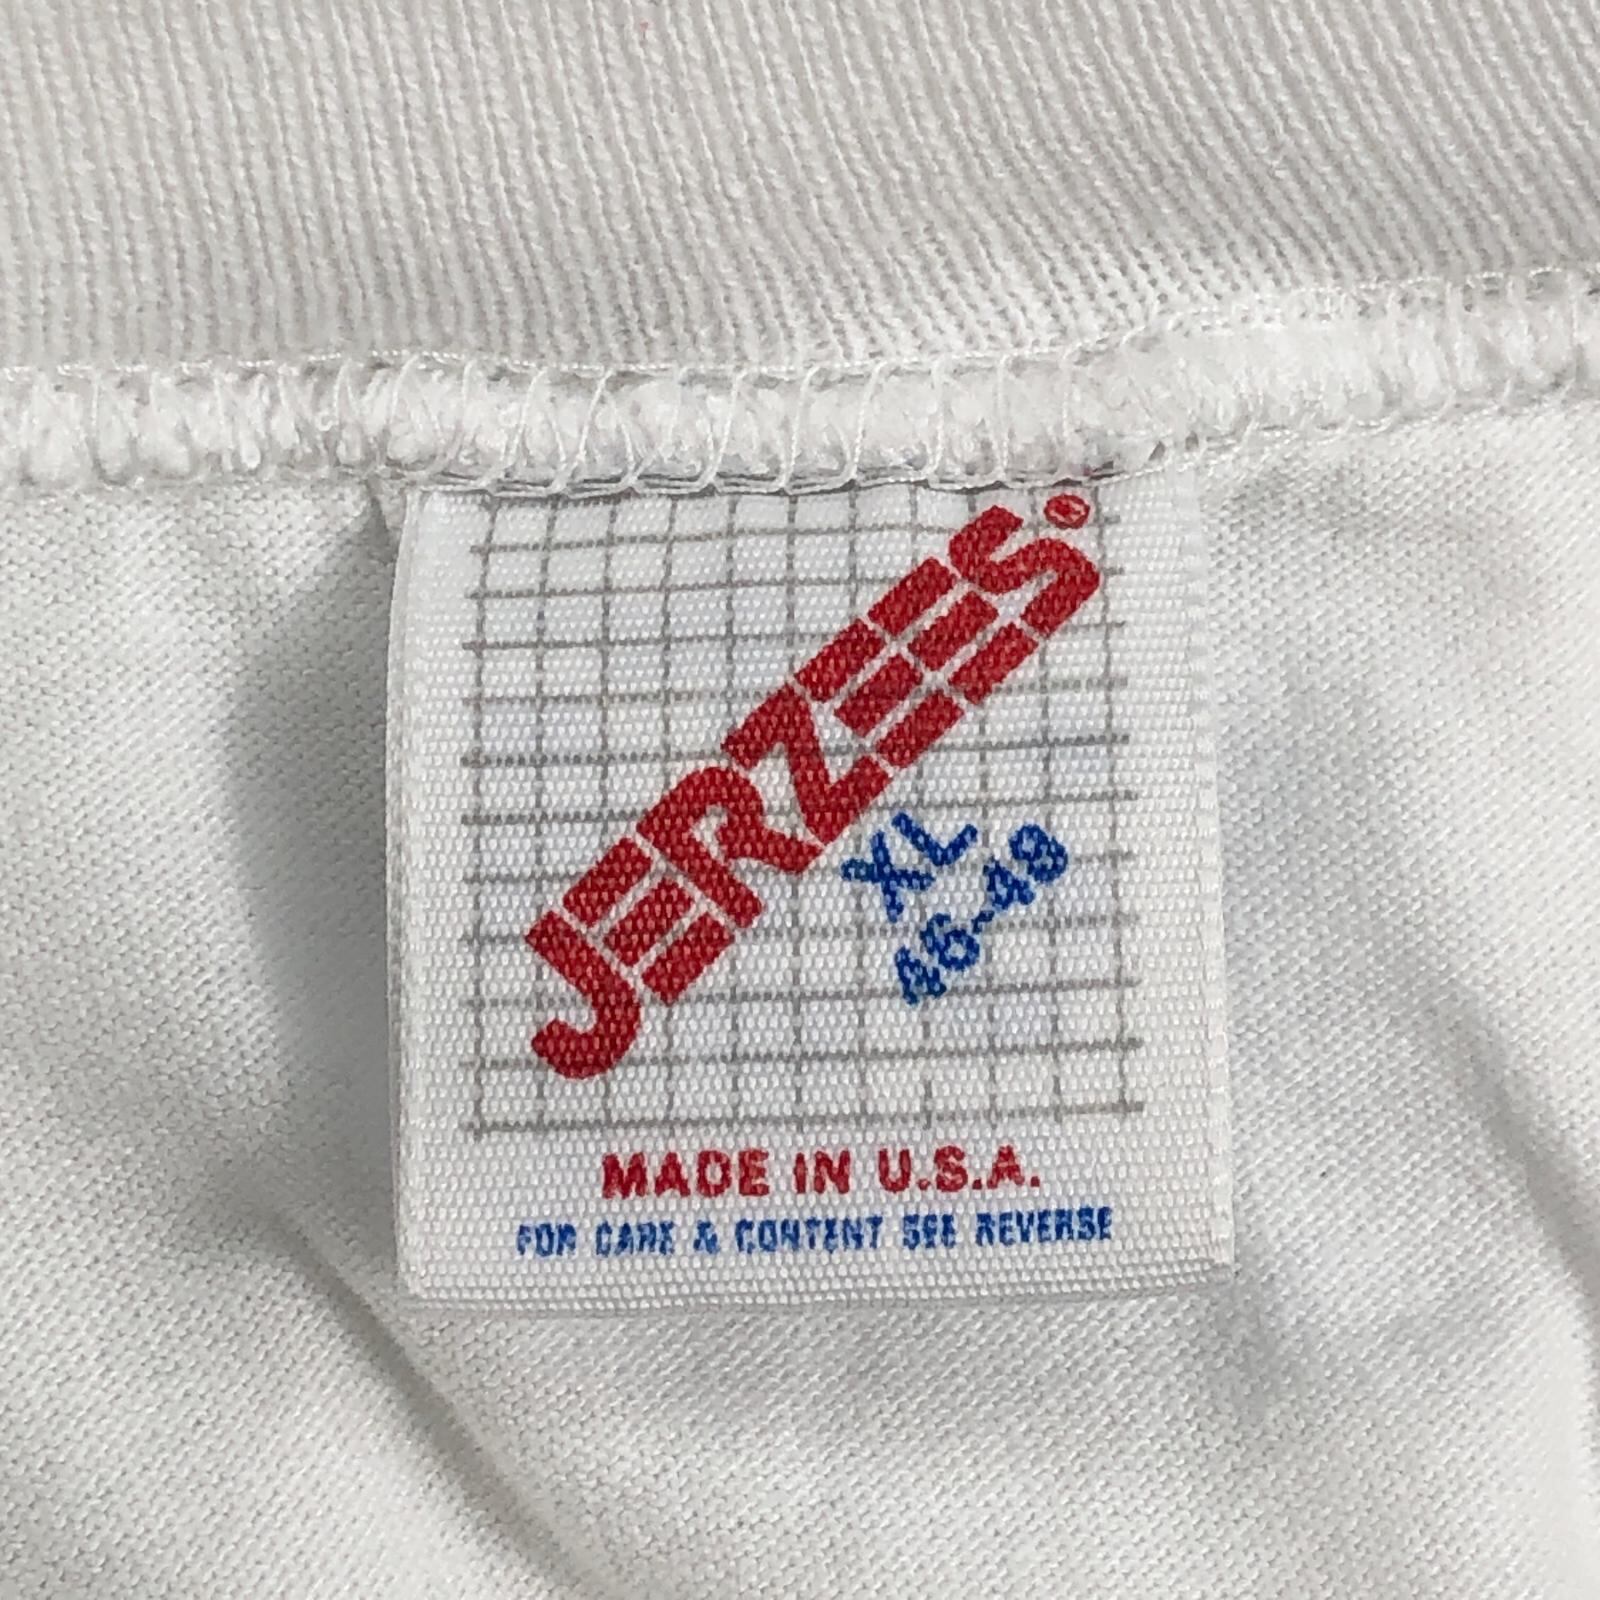 JERZEES®
XL
46-48
MADE IN U.S.A.
FOR CARE & CONTENT SEE REVERSE